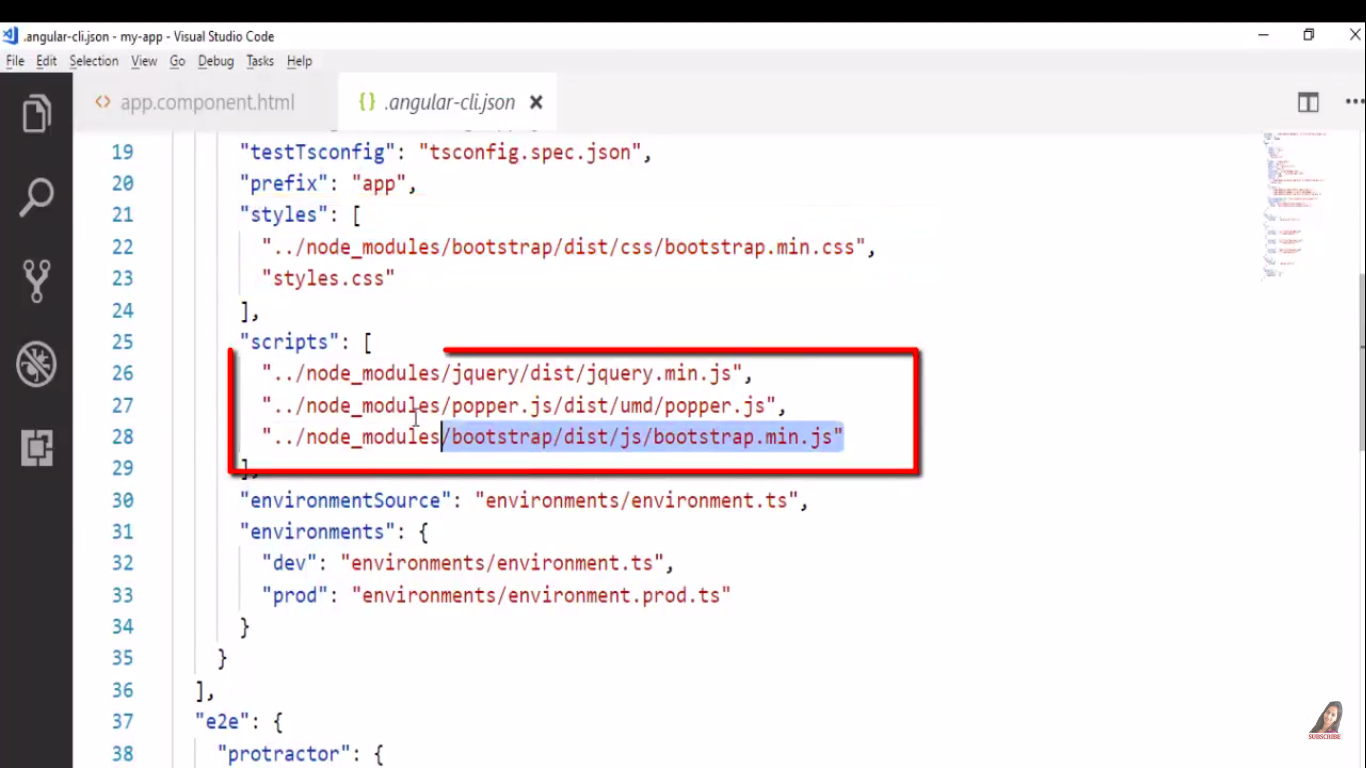 .angular-cli.json - my-app - Visual Studio Code
File Edit Selection View Go Debug Tasks Help
<> app.component.html {} .angular-cli.json ×
19 "testTsconfig": "tsconfig.spec.json",
20 "prefix": "app",
21 "styles": [
22 "../node_modules/bootstrap/dist/css/bootstrap.min.css",
23 "styles.css"
24 ],
25 "scripts": [
26 "../node_modules/jquery/dist/jquery.min.js",
27 "../node_modules/popper.js/dist/umd/popper.js",
28 "../node_modules/bootstrap/dist/js/bootstrap.min.js"
29 ],
30 "environmentSource": "environments/environment.ts",
31 "environments": {
32 "dev": "environments/environment.ts",
33 "prod": "environments/environment.prod.ts"
34 }
35 }
36 ],
37 "e2e": {
38 "protractor": {
SUBSCRIBE